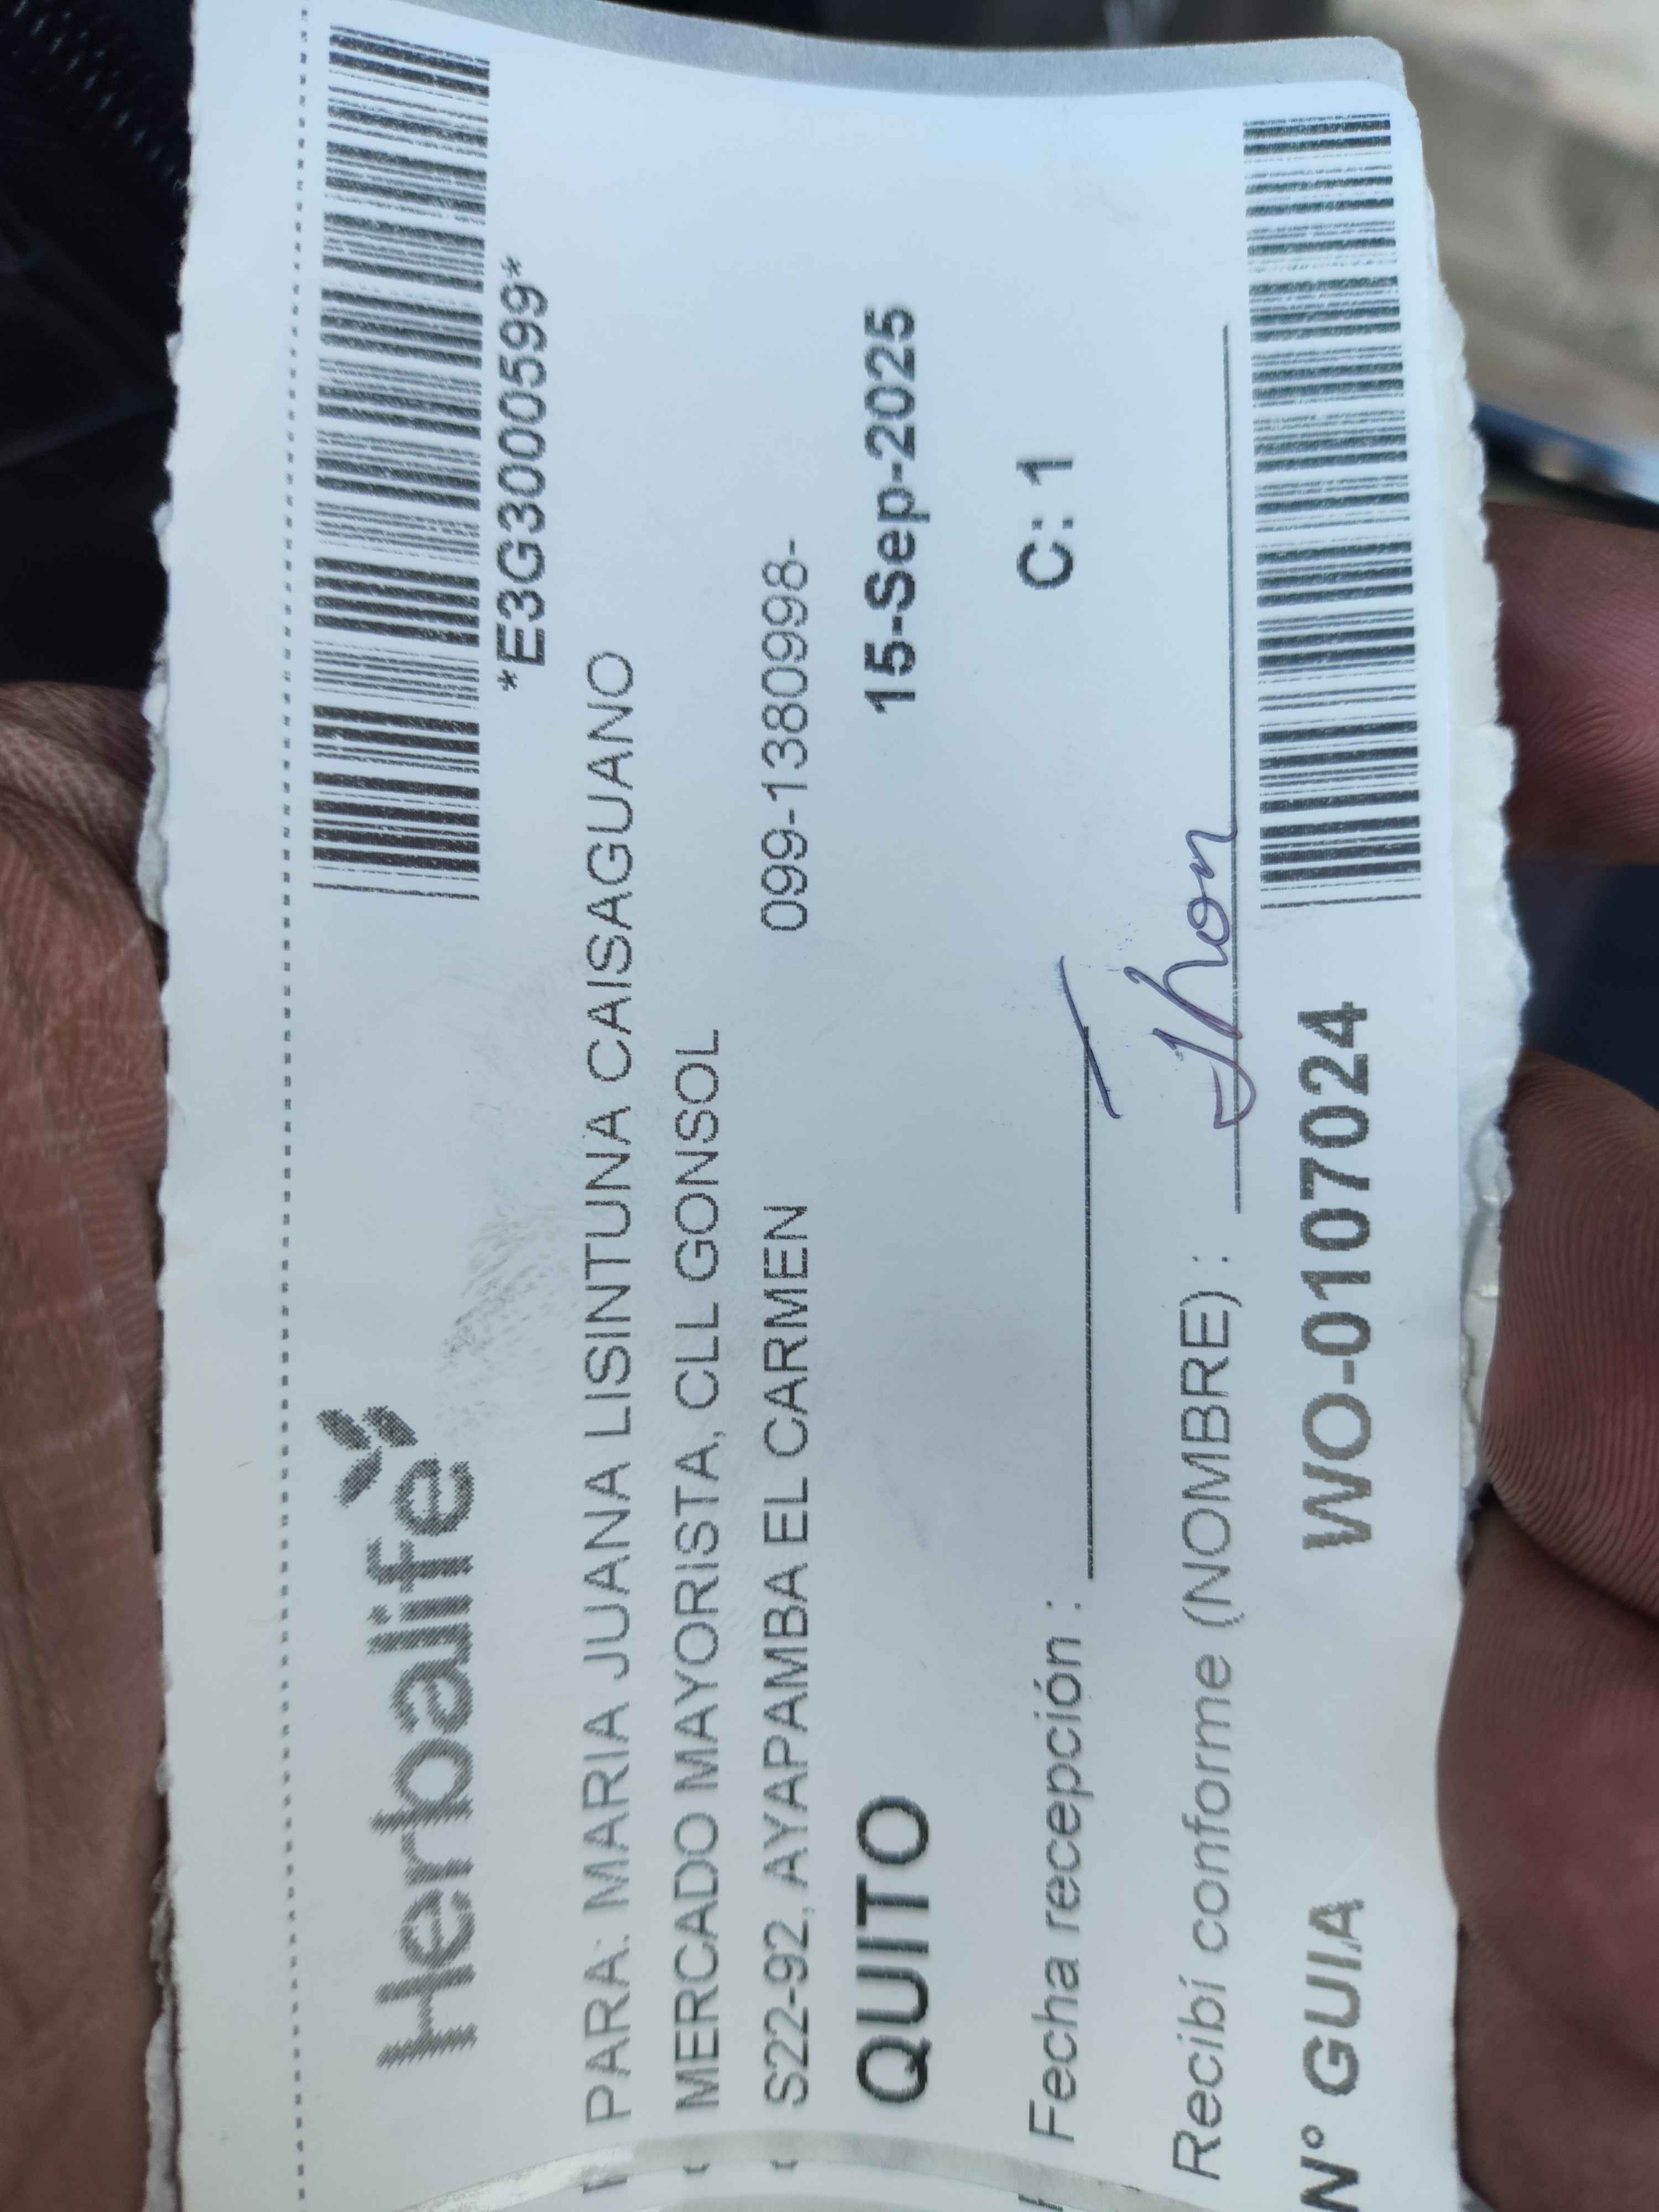 Herbalife
*E3G3000599*
PARA: MARIA JUANA LISINTUNA CAISAGUANO
MERCADO MAYORISTA, CLL GONSOL
S22-92, AYAPAMBA EL CARMEN 099-1380998-
QUITO 15-Sep-2025
C: 1
Fecha recepción :
Recibí conforme (NOMBRE) : Jhon
N° GUIA WO-0107024